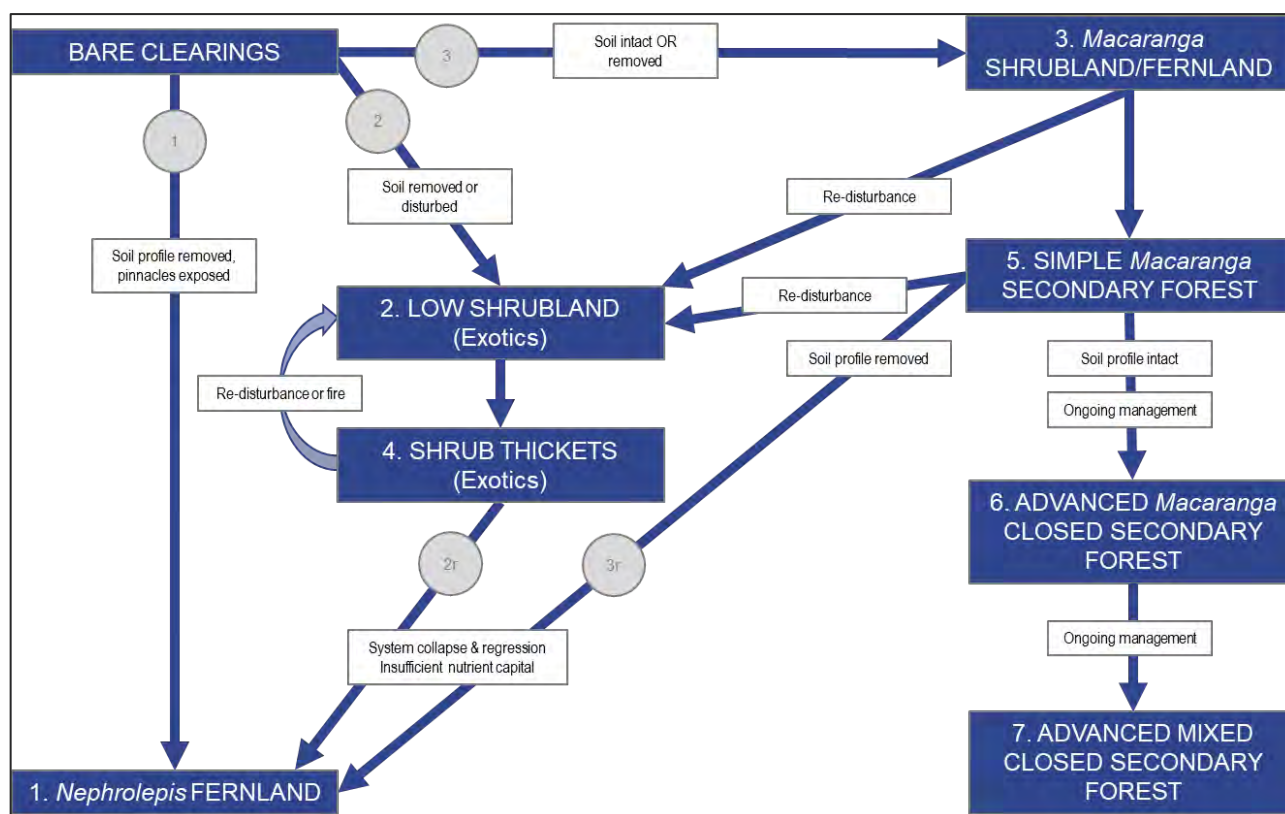 BARE CLEARINGS
3
Soil intact OR
removed
3. Macaranga
SHRUBLAND/FERNLAND
1
2
Soil removed or
disturbed
Re-disturbance
Soil profile removed,
pinnacles exposed
5. SIMPLE Macaranga
SECONDARY FOREST
Re-disturbance
2. LOW SHRUBLAND
(Exotics)
Soil profile removed
Soil profile intact
Re-disturbance or fire
Ongoing management
4. SHRUB THICKETS
(Exotics)
6. ADVANCED Macaranga
CLOSED SECONDARY
FOREST
2r
3r
System collapse & regression
Insufficient nutrient capital
Ongoing management
7. ADVANCED MIXED
CLOSED SECONDARY
FOREST
1. Nephrolepis FERNLAND